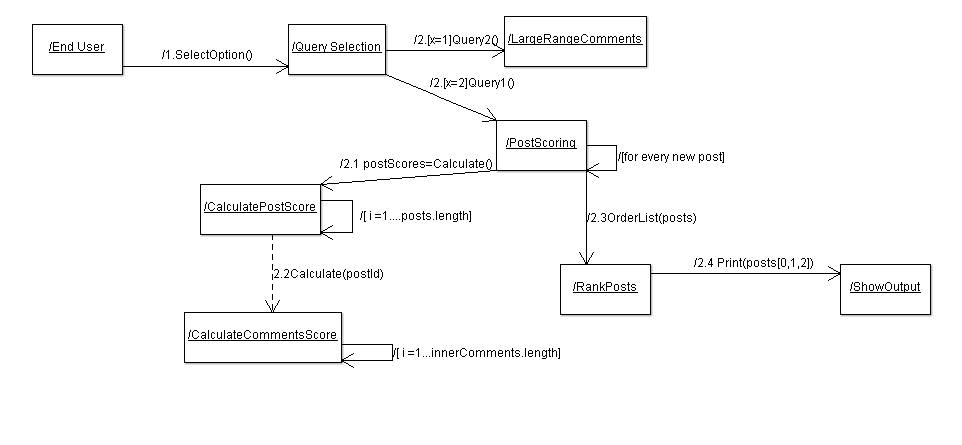 /End User
/1.SelectOption()
/Query Selection
/2.[x=1]Query2()
/LargeRangeComments
/2.[x=2]Query1()
/PostScoring
/[for every new post]
/2.1 postScores=Calculate()
/CalculatePostScore
/[ i =1....posts.length]
/2.3OrderList(posts)
2.2Calculate(postId)
/RankPosts
/2.4 Print(posts[0,1,2])
/ShowOutput
/CalculateCommentsScore
/[ i =1...innerComments.length]